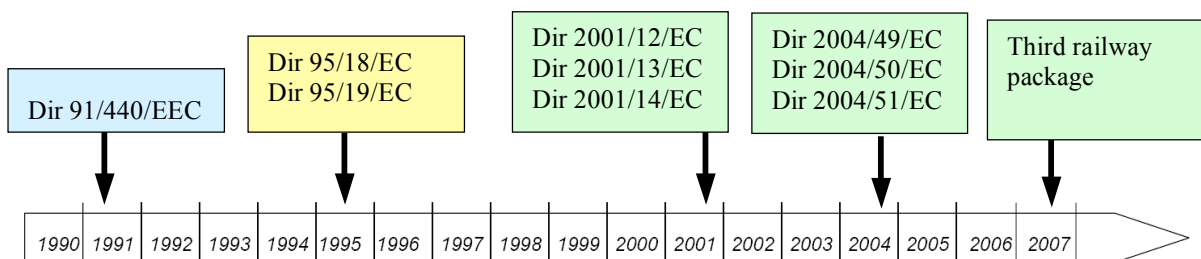 Dir 91/440/EEC
Dir 95/18/EC
Dir 95/19/EC
Dir 2001/12/EC
Dir 2001/13/EC
Dir 2001/14/EC
Dir 2004/49/EC
Dir 2004/50/EC
Dir 2004/51/EC
Third railway
package
1990 1991 1992 1993 1994 1995 1996 1997 1998 1999 2000 2001 2002 2003 2004 2005 2006 2007